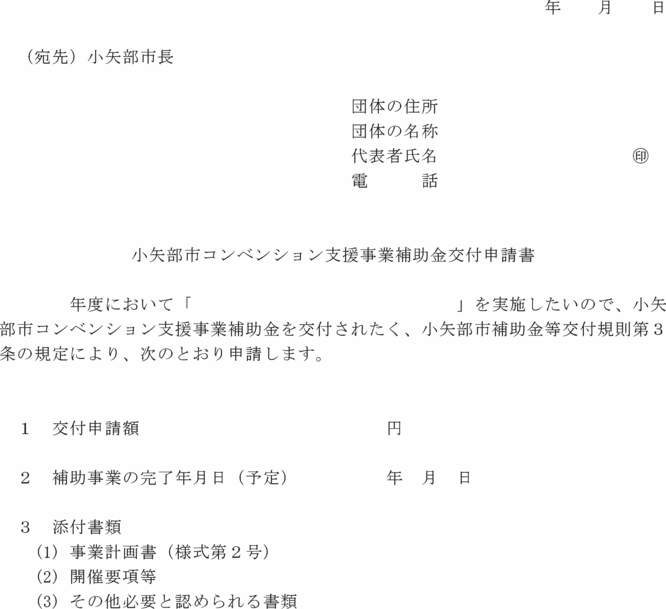 年　　月　　日
（宛先）小矢部市長
団体の住所
団体の名称
代表者氏名　　　　　　　　　　　㊞
電　　　話
小矢部市コンベンション支援事業補助金交付申請書
年度において「　　　　　　　　　　　　　　　」を実施したいので、小矢
部市コンベンション支援事業補助金を交付されたく、小矢部市補助金等交付規則第３
条の規定により、次のとおり申請します。
１　交付申請額　　　　　　　　　　　　　　円
２　補助事業の完了年月日（予定）　　　　　年　月　日
３　添付書類
(1) 事業計画書（様式第２号）
(2) 開催要項等
(3) その他必要と認められる書類